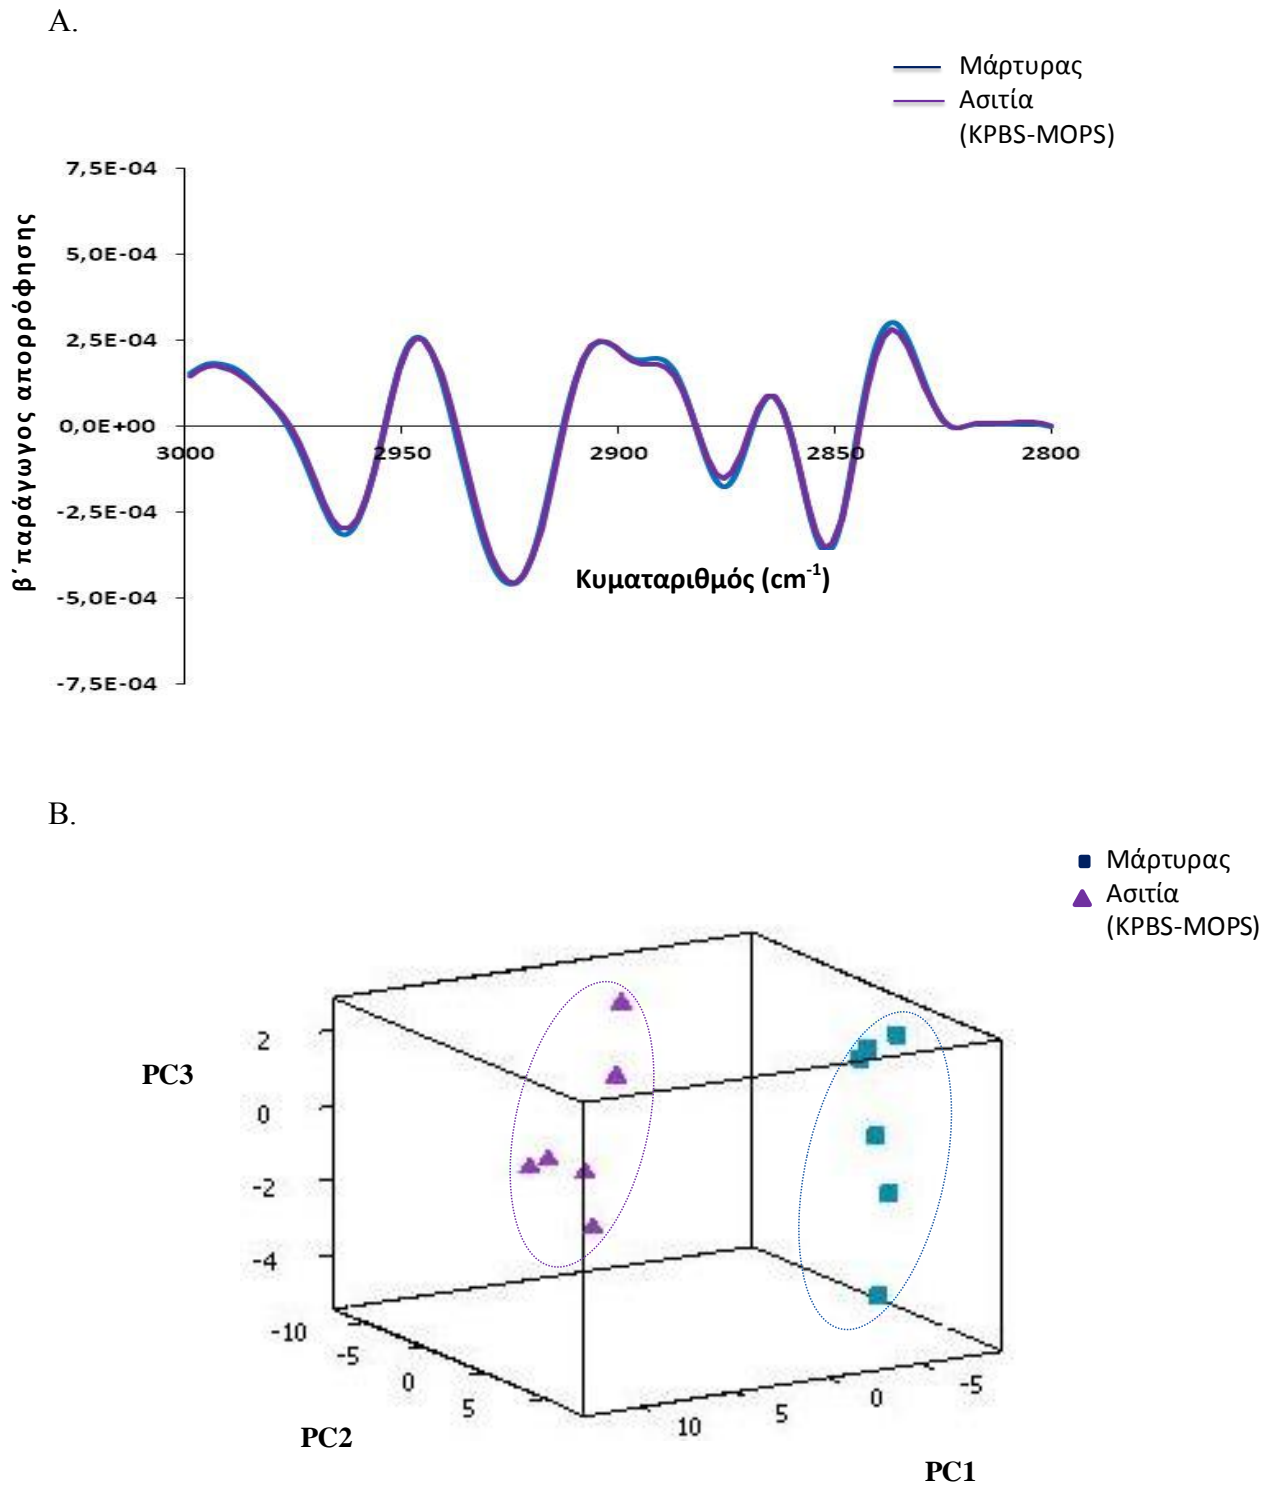 A.
Μάρτυρας
Ασιτία
(KPBS-MOPS)
7,5E-04
5,0E-04
2,5E-04
0,0E+00
-2,5E-04
-5,0E-04
-7,5E-04
β΄παράγωγος απορρόφησης
3000 2950 2900 2850 2800
Κυματαριθμός (cm⁻¹)
B.
Μάρτυρας
Ασιτία
(KPBS-MOPS)
2
0
-2
-4
PC3
-10
-5
0
5
PC2
10
5
0
-5
PC1